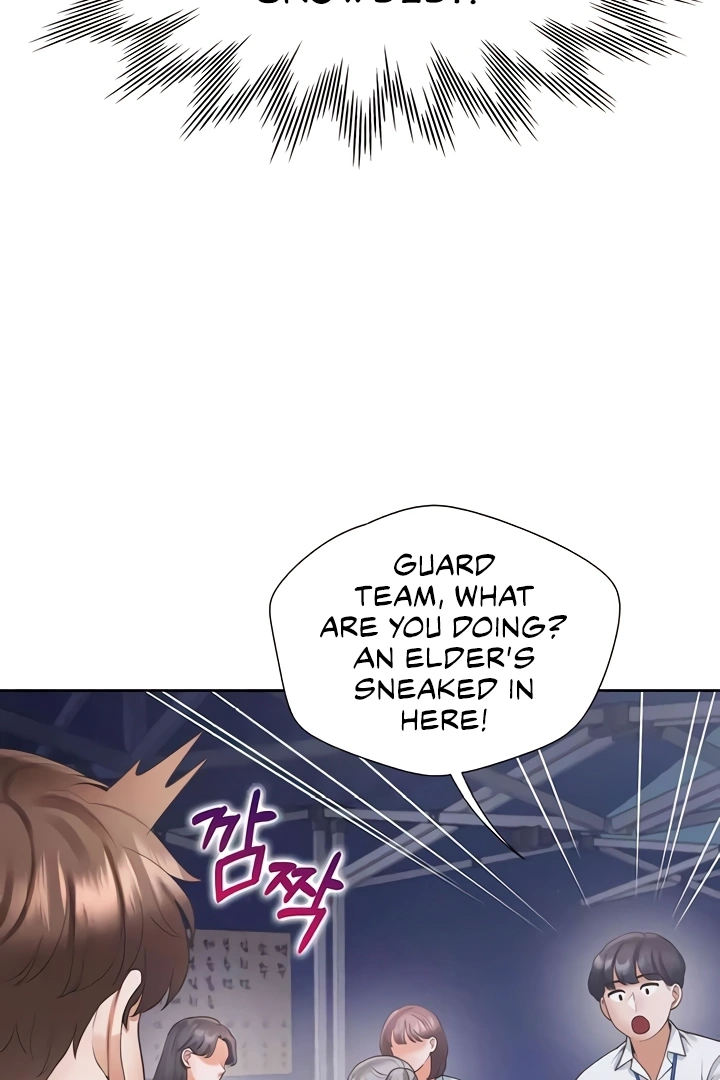 GUARD
TEAM, WHAT
ARE YOU DOING?
AN ELDER'S
SNEAKED IN
HERE!
깜
짝